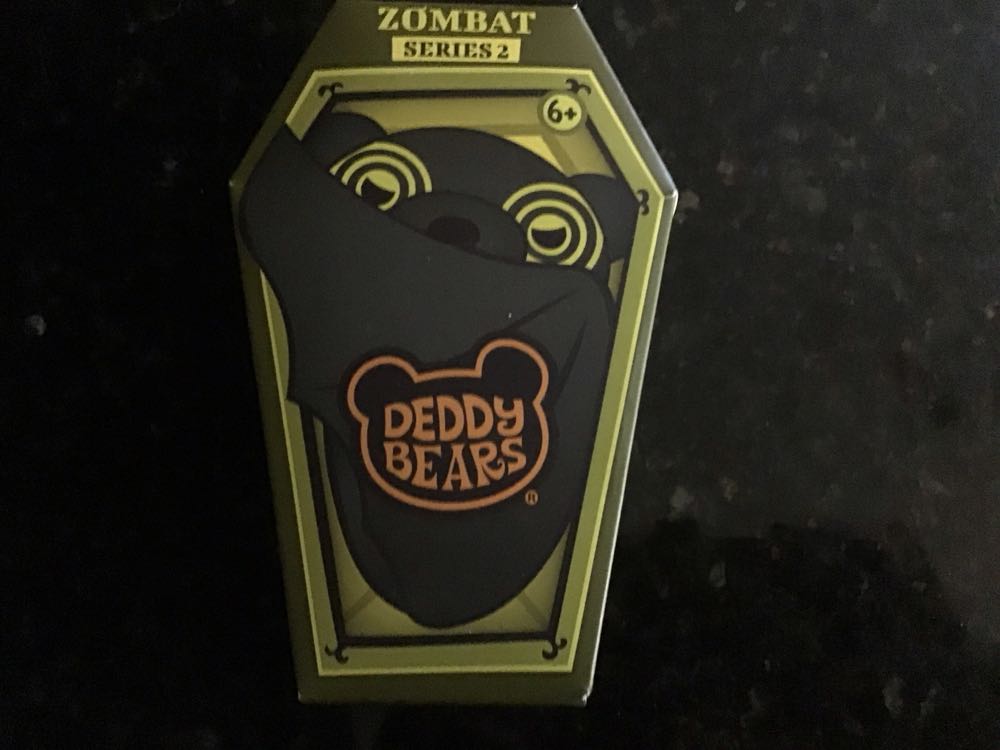 ZOMBAT
SERIES 2
6+
DEDDY
BEARS
®